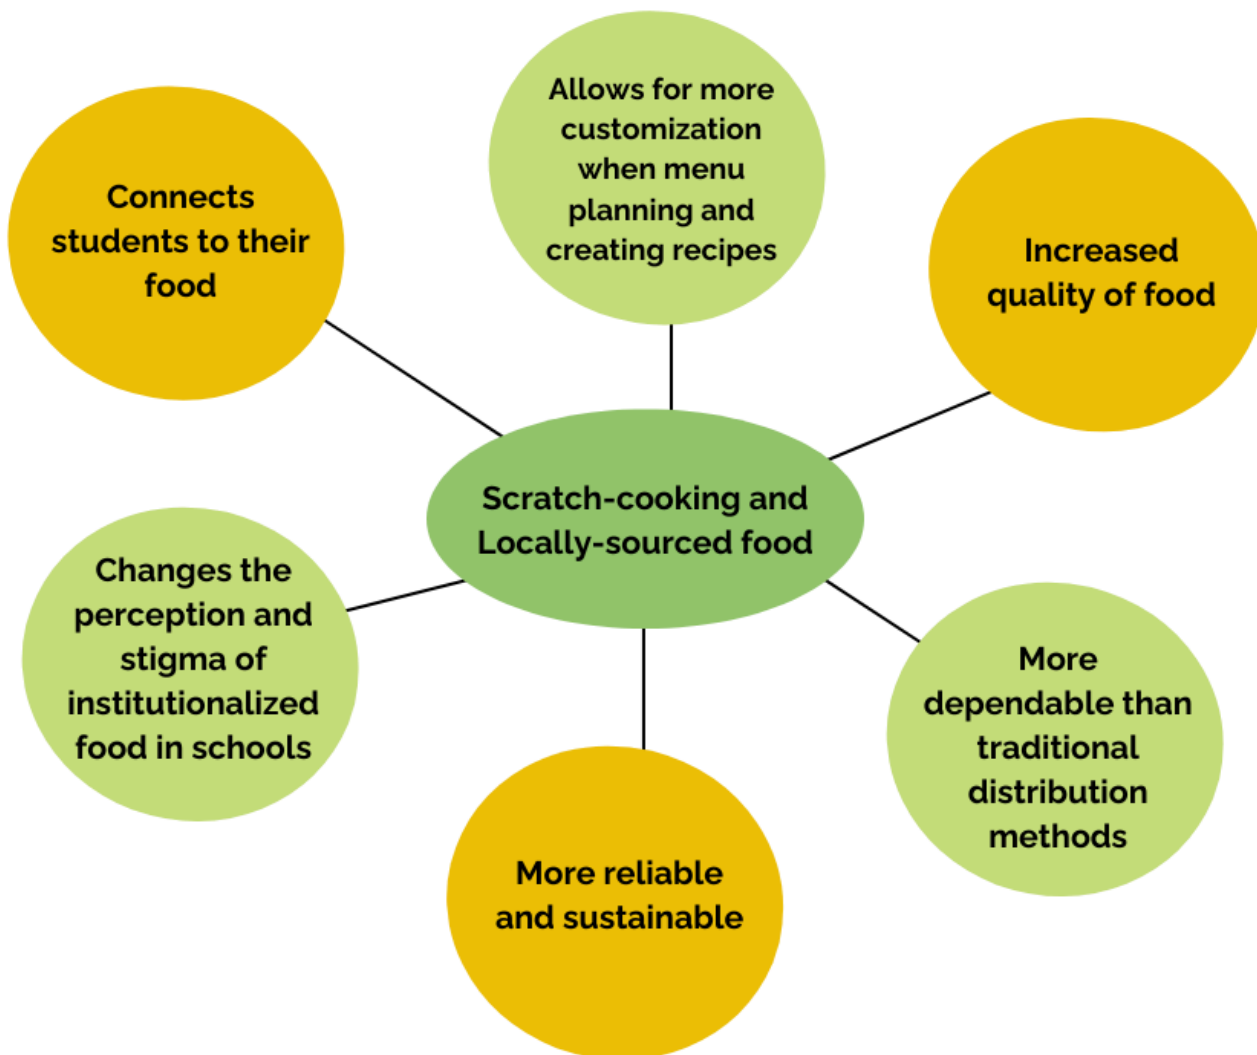 Allows for more
customization
when menu
planning and
creating recipes
Connects
students to their
food
Increased
quality of food
Scratch-cooking and
Locally-sourced food
Changes the
perception and
stigma of
institutionalized
food in schools
More
dependable than
traditional
distribution
methods
More reliable
and sustainable